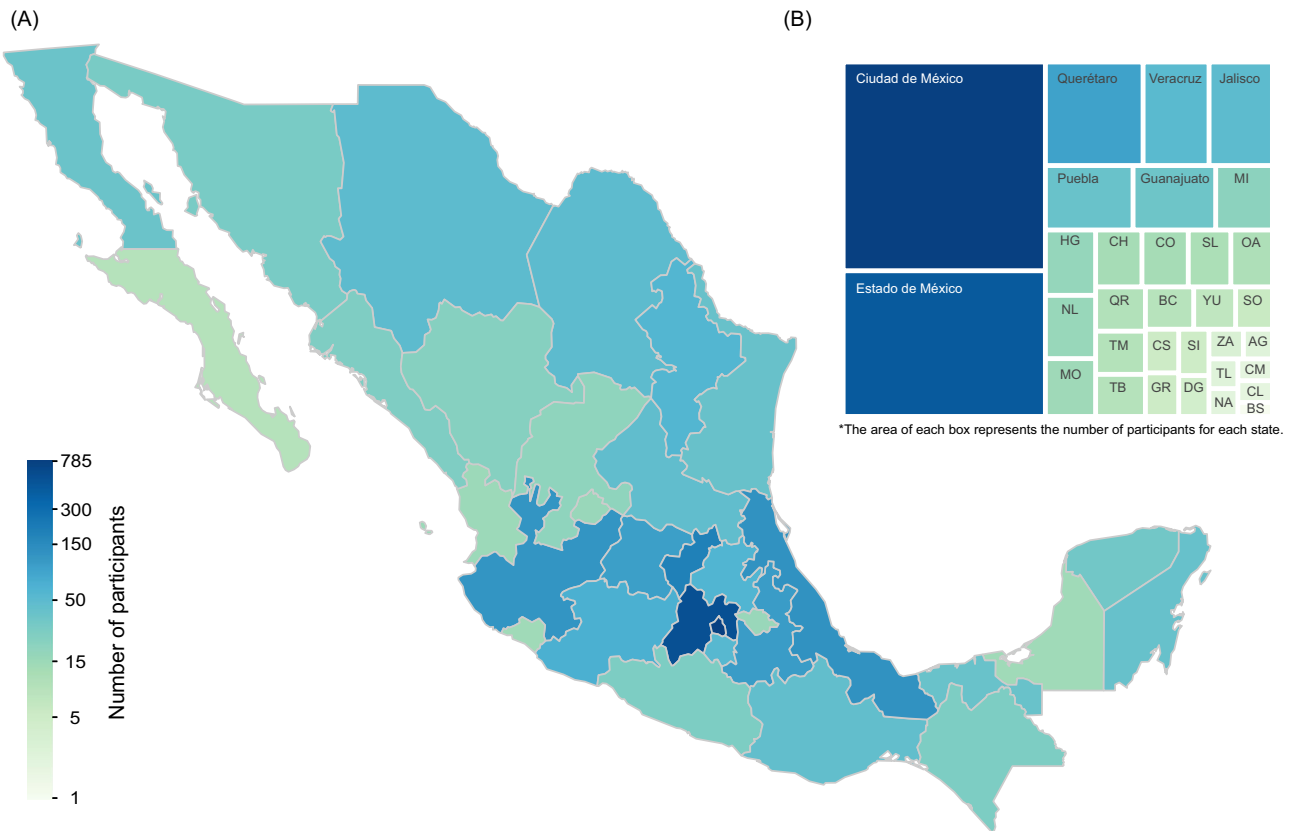 (A)
(B)
Ciudad de México
Querétaro
Veracruz
Jalisco
Puebla
Guanajuato
MI
Estado de México
HG
CH
CO
SL
OA
NL
QR
BC
YU
SO
MO
TM
CS
SI
ZA
AG
TB
GR
DG
TL
CM
NA
CL
BS
*The area of each box represents the number of participants for each state.
785
300
150
50
15
5
1
Number of participants